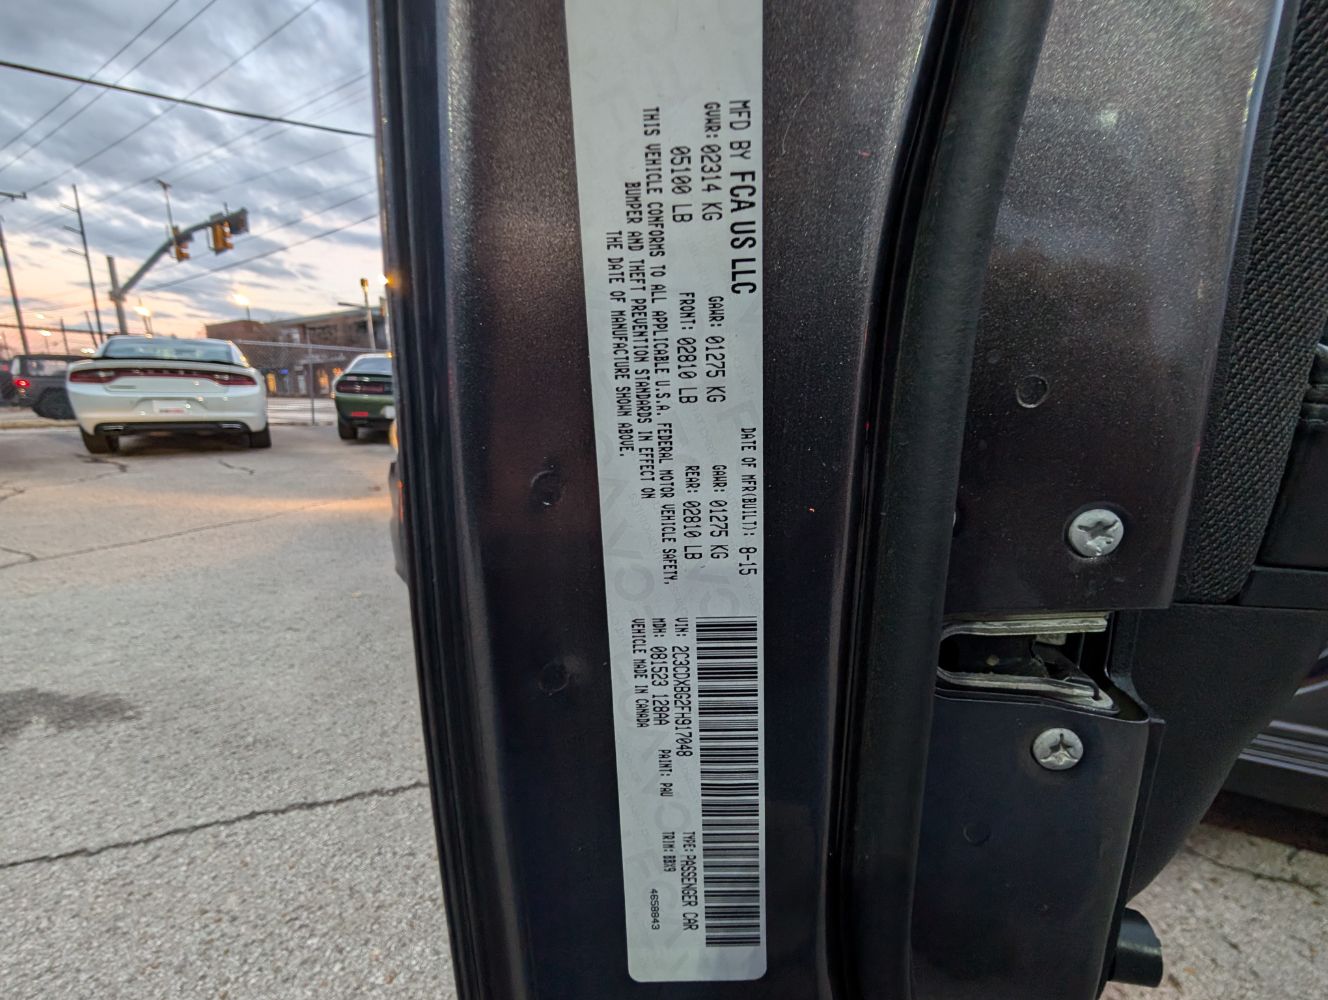 MFD BY FCA US LLC
DATE OF MFR(BUILT): 8-15
GVWR: 02314 KG
GAWR: 01275 KG
GAWR: 01275 KG
05100 LB
FRONT: 02810 LB
REAR: 02810 LB
THIS VEHICLE CONFORMS TO ALL APPLICABLE U.S.A. FEDERAL MOTOR VEHICLE SAFETY,
BUMPER AND THEFT PREVENTION STANDARDS IN EFFECT ON
THE DATE OF MANUFACTURE SHOWN ABOVE.
VIN: 2C3CDXBG2FH917048
TYPE: PASSENGER CAR
MDH: 081523 128AA
PAINT: PAU
TRIM: BBX9
VEHICLE MADE IN CANADA
4658843